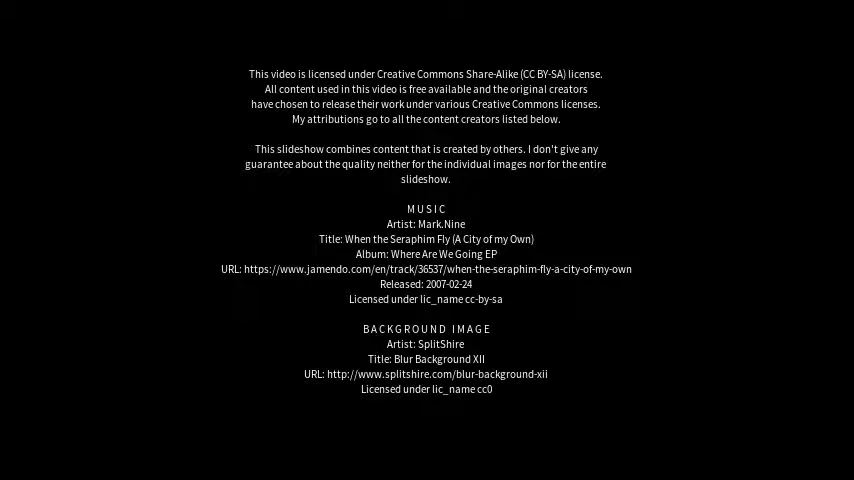 This video is licensed under Creative Commons Share-Alike (CC BY-SA) license.
All content used in this video is free available and the original creators
have chosen to release their work under various Creative Commons licenses.
My attributions go to all the content creators listed below.
This slideshow combines content that is created by others. I don't give any
guarantee about the quality neither for the individual images nor for the entire
slideshow.
MUSIC
Artist: Mark.Nine
Title: When the Seraphim Fly (A City of my Own)
Album: Where Are We Going EP
URL: https://www.jamendo.com/en/track/36537/when-the-seraphim-fly-a-city-of-my-own
Released: 2007-02-24
Licensed under lic_name cc-by-sa
BACKGROUND IMAGE
Artist: SplitShire
Title: Blur Background XII
URL: http://www.splitshire.com/blur-background-xii
Licensed under lic_name cc0